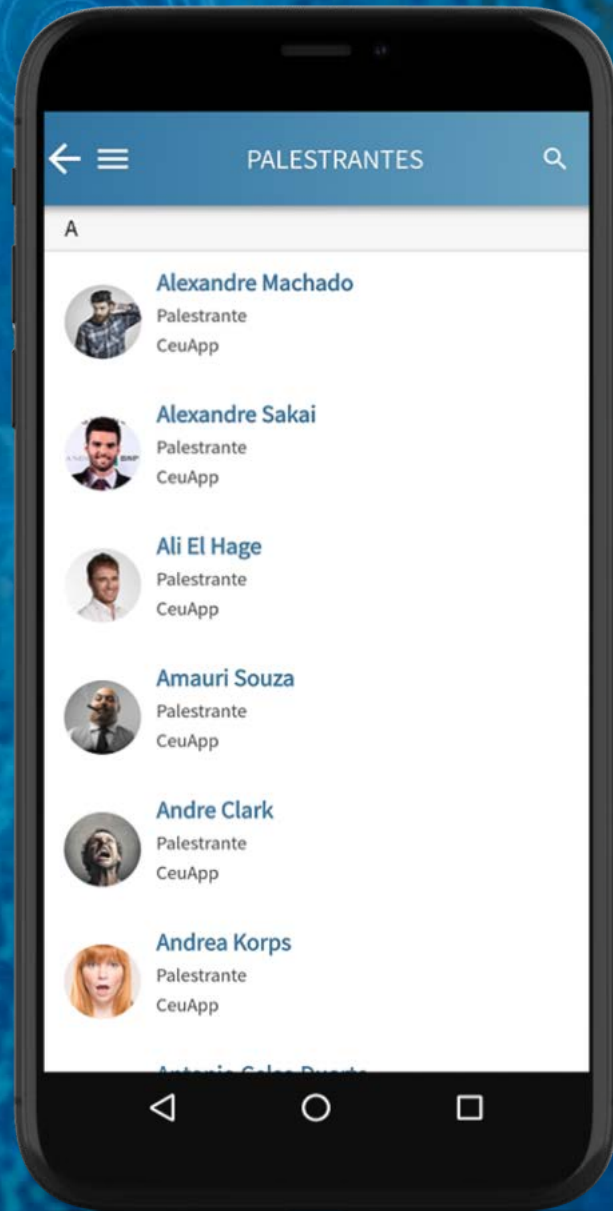 PALESTRANTES
A
Alexandre Machado
Palestrante
CeuApp
Alexandre Sakai
Palestrante
CeuApp
Ali El Hage
Palestrante
CeuApp
Amauri Souza
Palestrante
CeuApp
Andre Clark
Palestrante
CeuApp
Andrea Korps
Palestrante
CeuApp